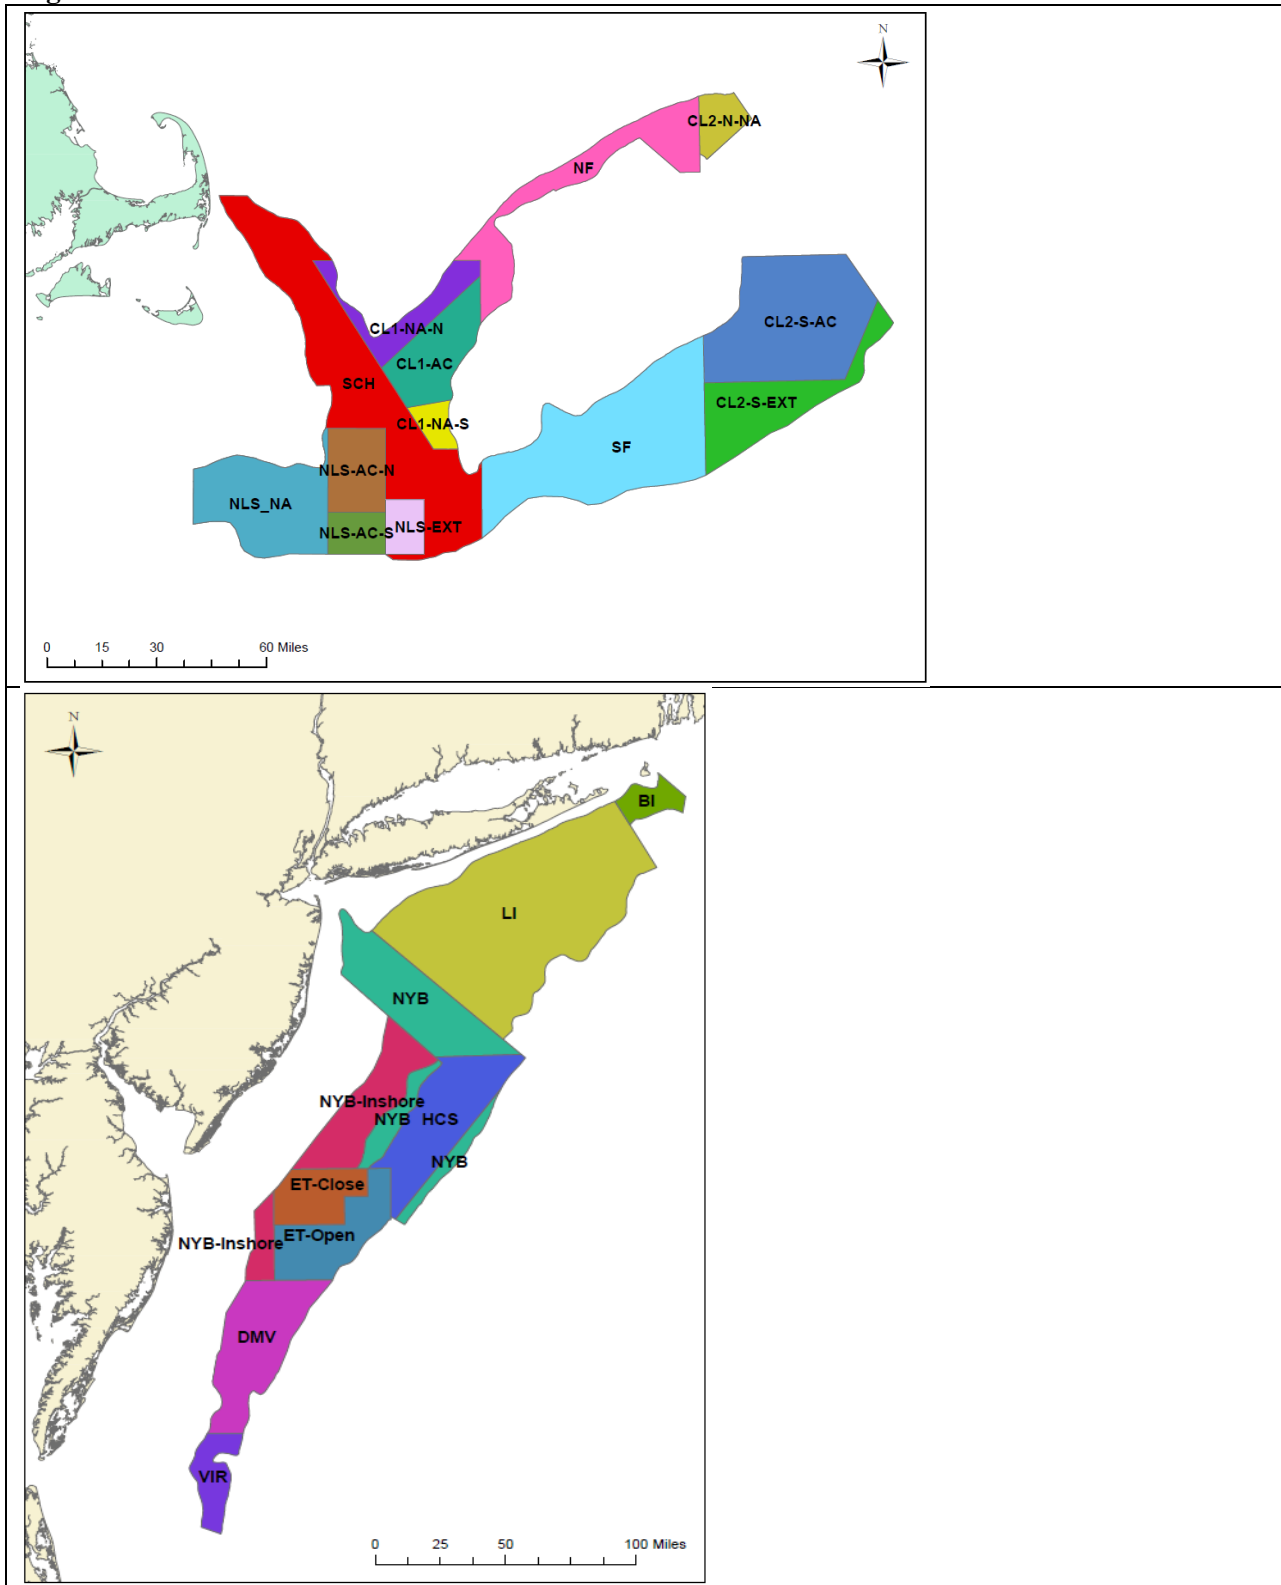 N
CL2-N-NA
NF
CL2-S-AC
CL1-NA-N
CL1-AC
SCH
CL2-S-EXT
CL1-NA-S
SF
NLS-AC-N
NLS_NA
NLS-EXT
NLS-AC-S
0 15 30 60 Miles
N
BI
LI
NYB
NYB-Inshore
NYB HCS
NYB
ET-Close
ET-Open
NYB-Inshore
DMV
VIR
0 25 50 100 Miles